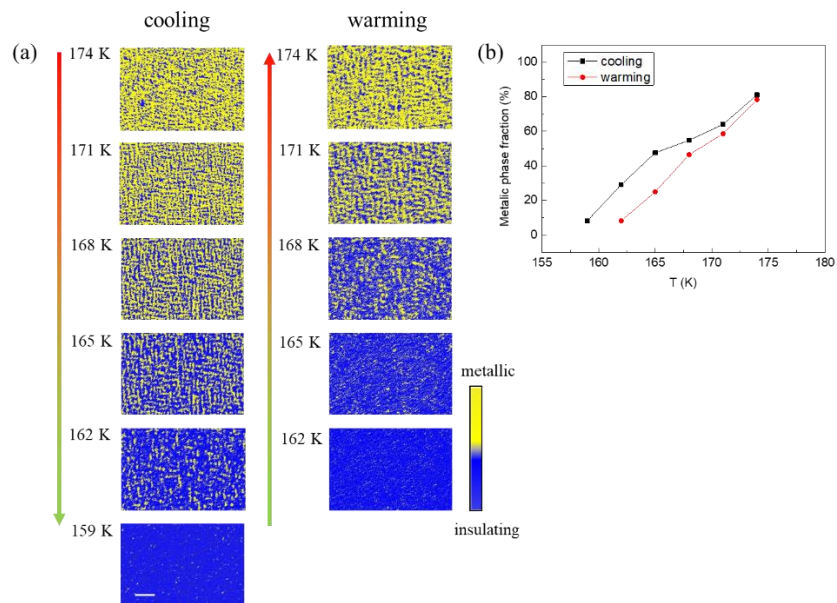 cooling
warming
(a)
174 K
171 K
168 K
165 K
162 K
159 K
174 K
171 K
168 K
165 K
162 K
metallic
insulating
(b)
cooling
warming
Metalic phase fraction (%)
100
80
60
40
20
0
155 160 165 170 175 180
T (K)